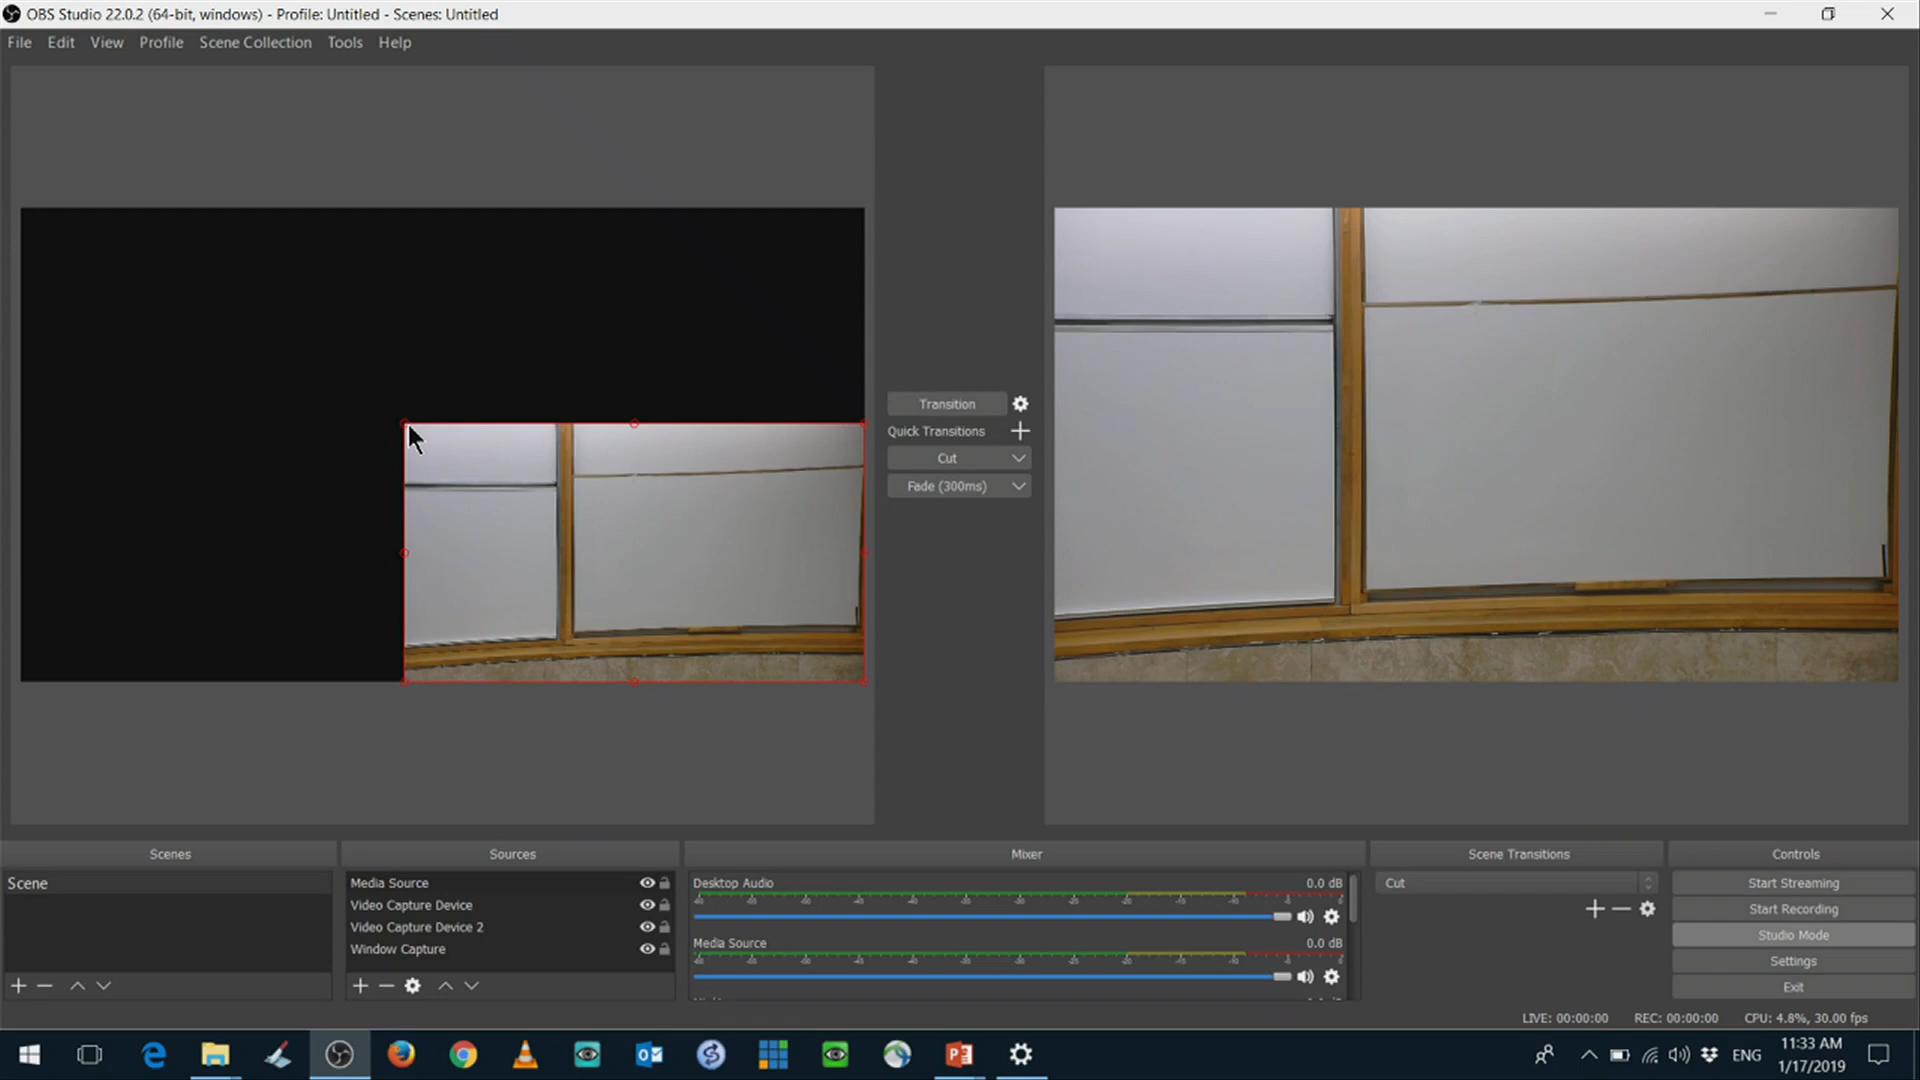 OBS Studio 22.0.2 (64-bit, windows) - Profile: Untitled - Scenes: Untitled
File Edit View Profile Scene Collection Tools Help
Transition
Quick Transitions
Cut
Fade (300ms)
Scenes
Scene
Sources
Media Source
Video Capture Device
Video Capture Device 2
Window Capture
Mixer
Desktop Audio 0.0 dB
Media Source 0.0 dB
Scene Transitions
Cut
Controls
Start Streaming
Start Recording
Studio Mode
Settings
Exit
LIVE: 00:00:00 REC: 00:00:00 CPU: 4.8%, 30.00 fps
ENG
11:33 AM
1/17/2019